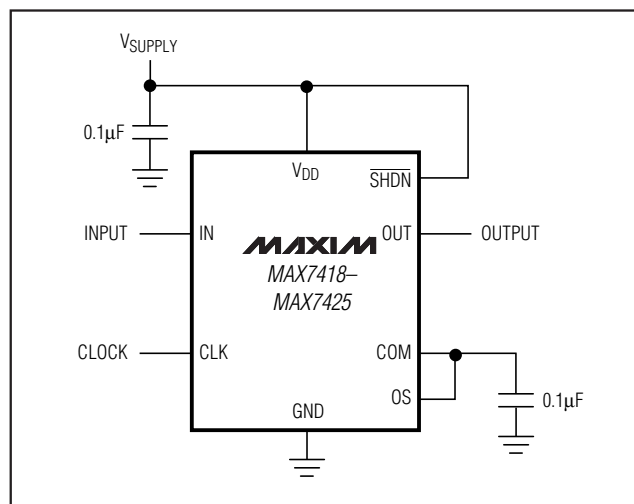 VSUPPLY
0.1µF
VDD
SHDN
INPUT
IN
MAXIM
OUT
OUTPUT
MAX7418–
MAX7425
CLOCK
CLK
COM
OS
0.1µF
GND